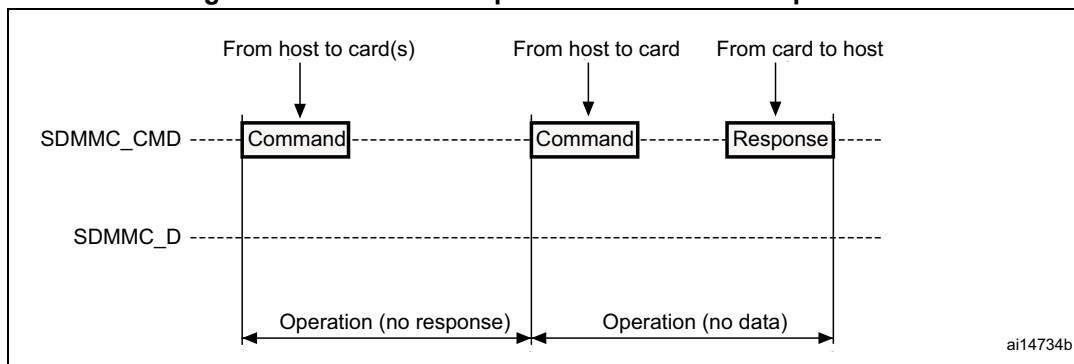 From host to card(s) From host to card From card to host
SDMMC_CMD Command Command Response
SDMMC_D
Operation (no response) Operation (no data)
ai14734b